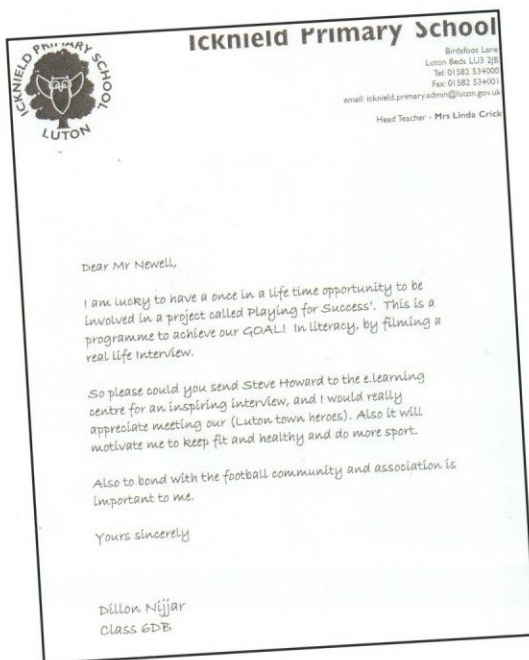 ICKNIELD PRIMARY SCHOOL
LUTON
Icknield Primary School
Birdsfoot Lane
Luton Beds LU3 2JB
Tel: 01582 534000
Fax: 01582 534001
email: icknield.primary.admin@luton.gov.uk
Head Teacher - Mrs Linda Crick
Dear Mr Newell,
I am lucky to have a once in a life time opportunity to be
involved in a project called Playing for Success'. This is a
programme to achieve our GOAL! In literacy, by filming a
real life Interview.
So please could you send Steve Howard to the e.learning
centre for an inspiring interview, and I would really
appreciate meeting our (Luton town heroes). Also it will
motivate me to keep fit and healthy and do more sport.
Also to bond with the football community and association is
important to me.
Yours sincerely
Dillon Nijjar
Class 6DB